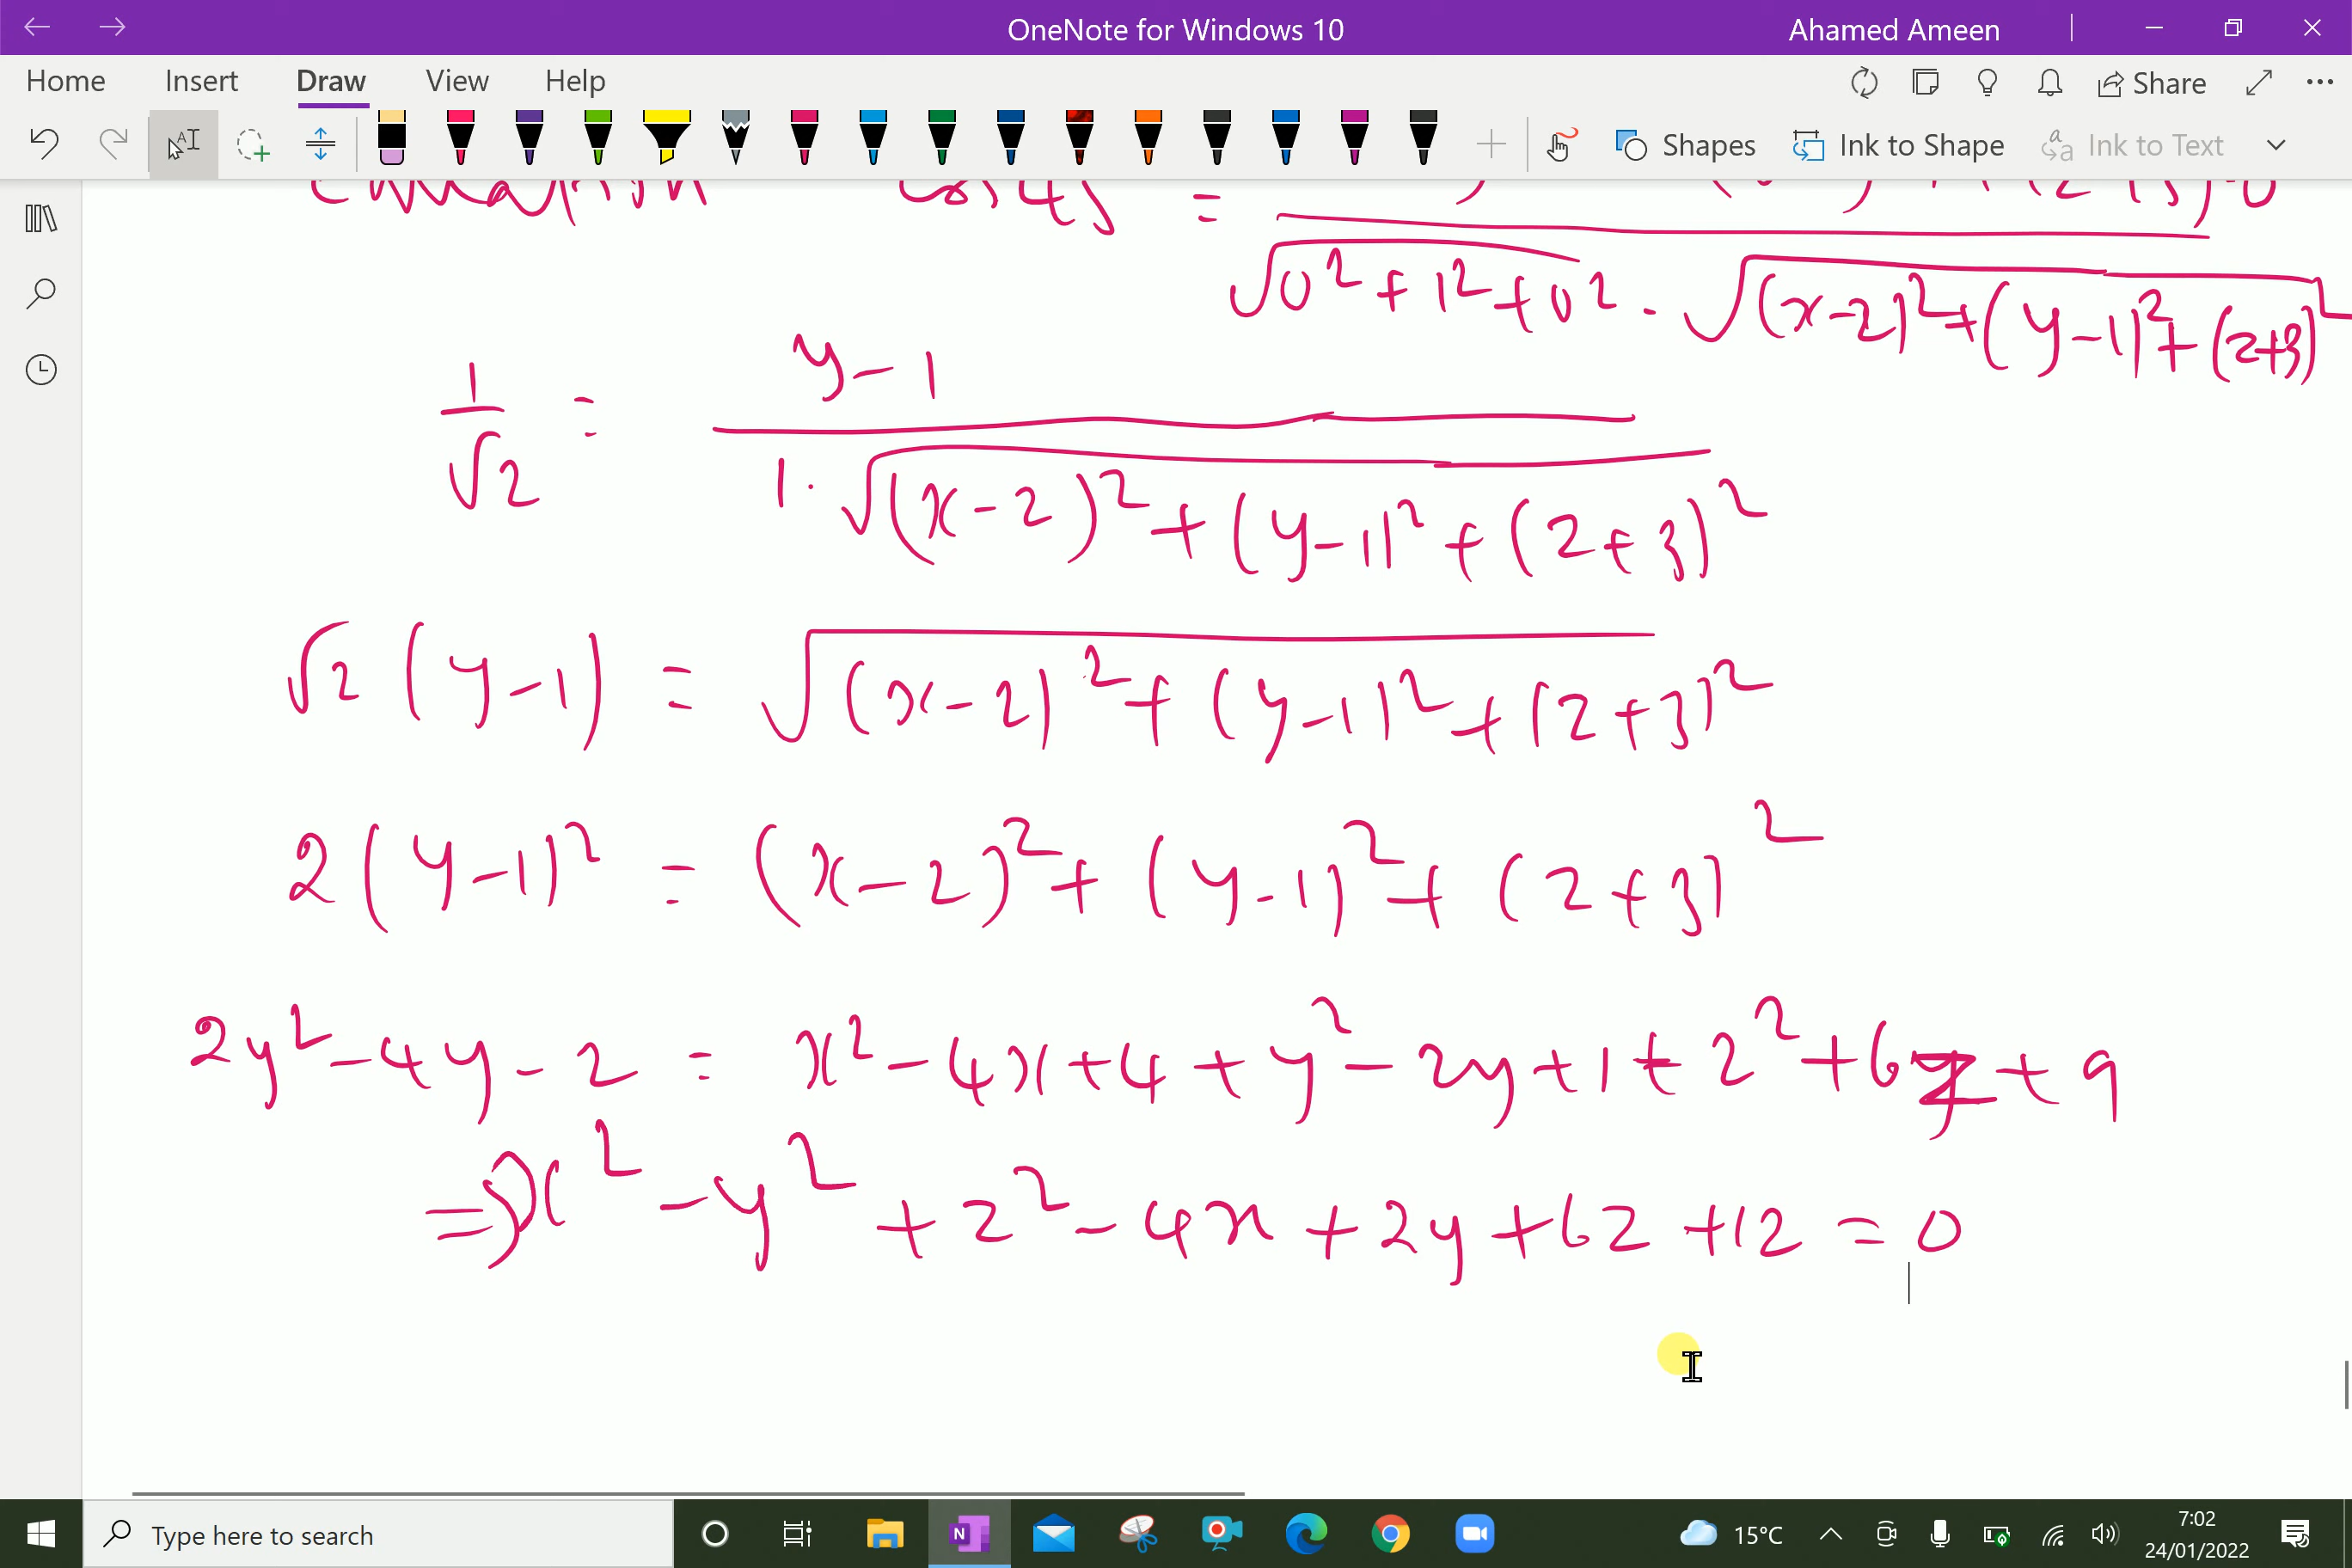 OneNote for Windows 10 Ahamed Ameen
Home Insert Draw View Help Share
Shapes Ink to Shape Ink to Text
cos 45 =
√0² + 1² + 0² . √(x-2)² + (y-1)² + (z+3)²
1/√2 = y-1 / 1.√(x-2)² + (y-1)² + (z+3)²
√2 (y-1) = √(x-2)² + (y-1)² + (z+3)²
2(y-1)² = (x-2)² + (y-1)² + (z+3)²
2y² - 4y - 2 = x² - 4x + 4 + y² - 2y + 1 + z² + 6z + 9
⇒ x² - y² + z² - 4x + 2y + 6z + 12 = 0
Type here to search 15°C 7:02
24/01/2022